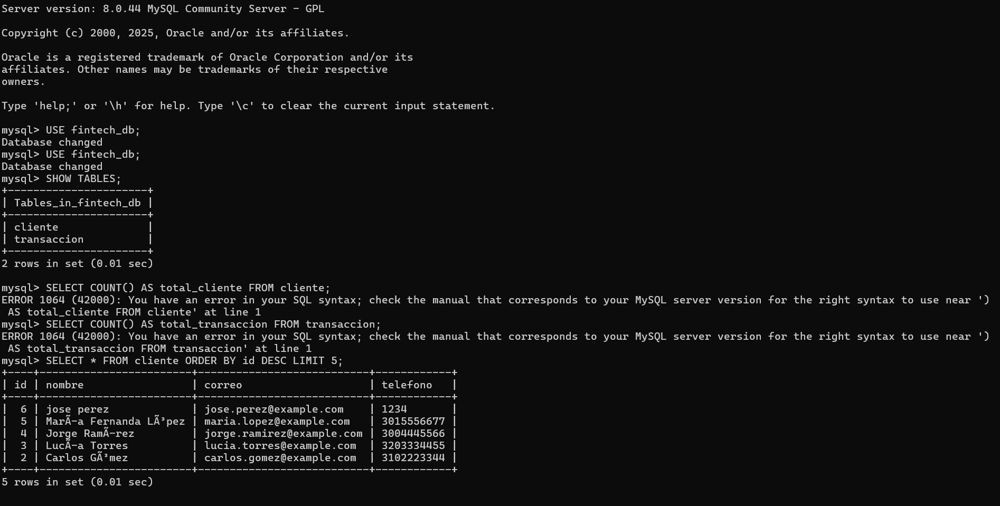 Server version: 8.0.44 MySQL Community Server - GPL

Copyright (c) 2000, 2025, Oracle and/or its affiliates.

Oracle is a registered trademark of Oracle Corporation and/or its
affiliates. Other names may be trademarks of their respective
owners.

Type 'help;' or '\h' for help. Type '\c' to clear the current input statement.

mysql> USE fintech_db;
Database changed
mysql> USE fintech_db;
Database changed
mysql> SHOW TABLES;
+----------------------+
| Tables_in_fintech_db |
+----------------------+
| cliente              |
| transaccion          |
+----------------------+
2 rows in set (0.01 sec)

mysql> SELECT COUNT() AS total_cliente FROM cliente;
ERROR 1064 (42000): You have an error in your SQL syntax; check the manual that corresponds to your MySQL server version for the right syntax to use near ')
 AS total_cliente FROM cliente' at line 1
mysql> SELECT COUNT() AS total_transaccion FROM transaccion;
ERROR 1064 (42000): You have an error in your SQL syntax; check the manual that corresponds to your MySQL server version for the right syntax to use near ')
 AS total_transaccion FROM transaccion' at line 1
mysql> SELECT * FROM cliente ORDER BY id DESC LIMIT 5;
+----+------------------------+---------------------------+------------+
| id | nombre                 | correo                    | telefono   |
+----+------------------------+---------------------------+------------+
|  6 | jose perez             | jose.perez@example.com    | 1234       |
|  5 | MarÃ-a Fernanda LÃ³pez | maria.lopez@example.com   | 3015556677 |
|  4 | Jorge RamÃ-rez         | jorge.ramirez@example.com | 3004445566 |
|  3 | LucÃ-a Torres          | lucia.torres@example.com  | 3203334455 |
|  2 | Carlos GÃ³mez          | carlos.gomez@example.com  | 3102223344 |
+----+------------------------+---------------------------+------------+
5 rows in set (0.01 sec)